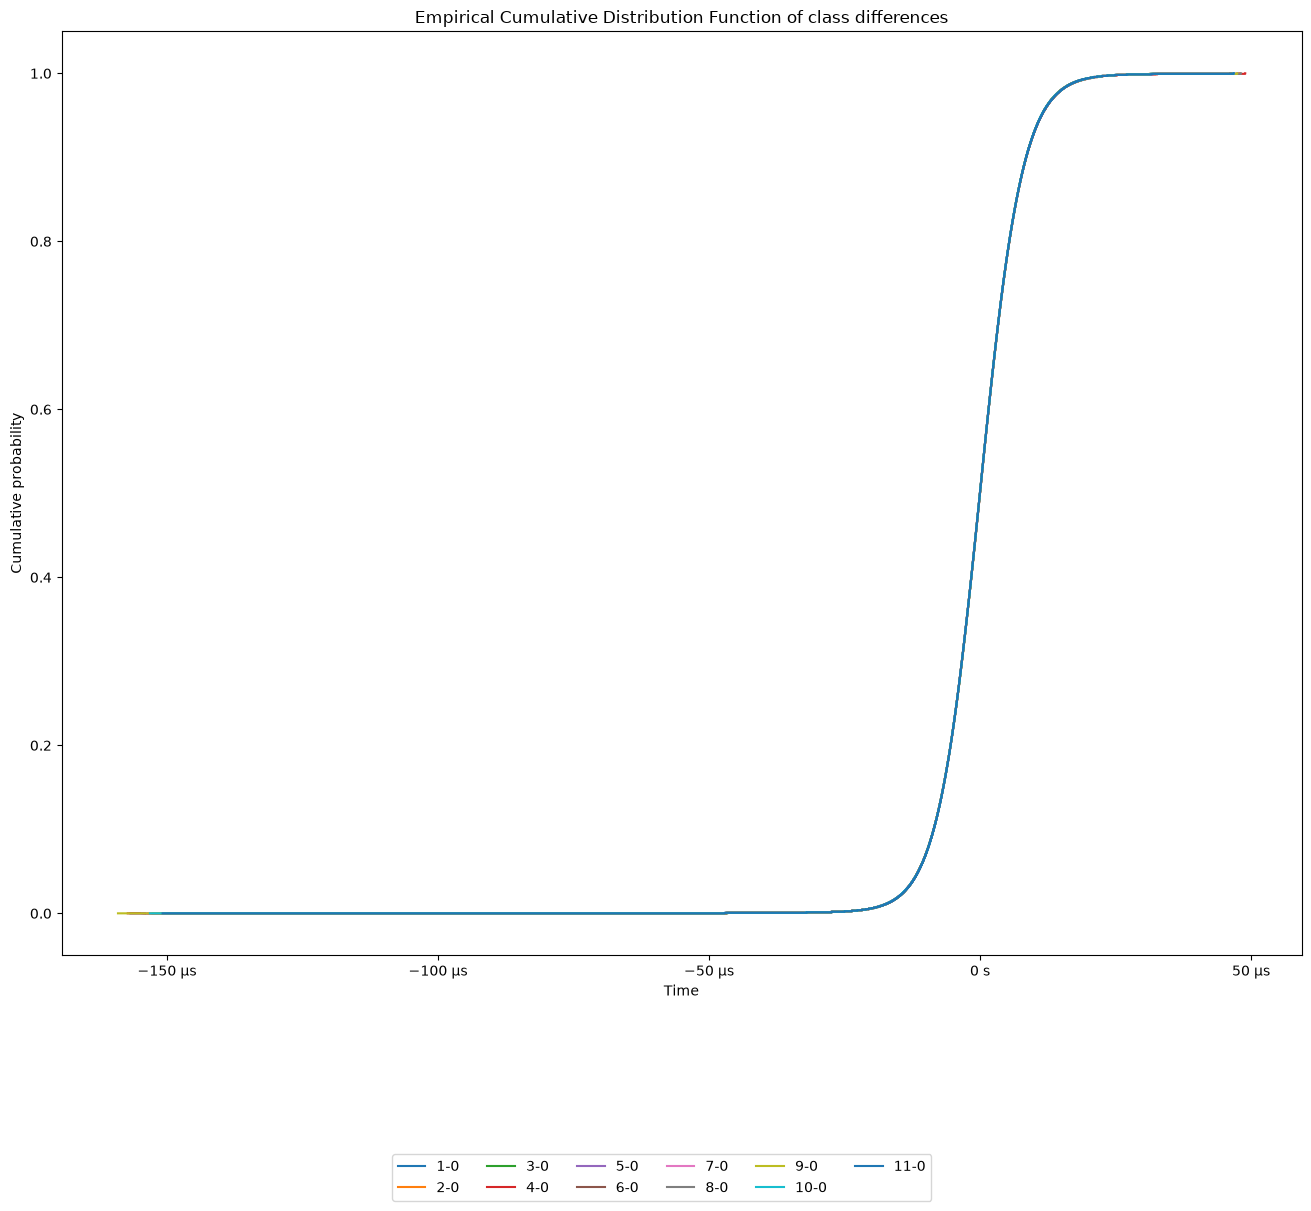 Empirical Cumulative Distribution Function of class differences
Cumulative probability
1.0
0.8
0.6
0.4
0.2
0.0
−150 µs −100 µs −50 µs 0 s 50 µs
Time
1-0 3-0 5-0 7-0 9-0 11-0
2-0 4-0 6-0 8-0 10-0